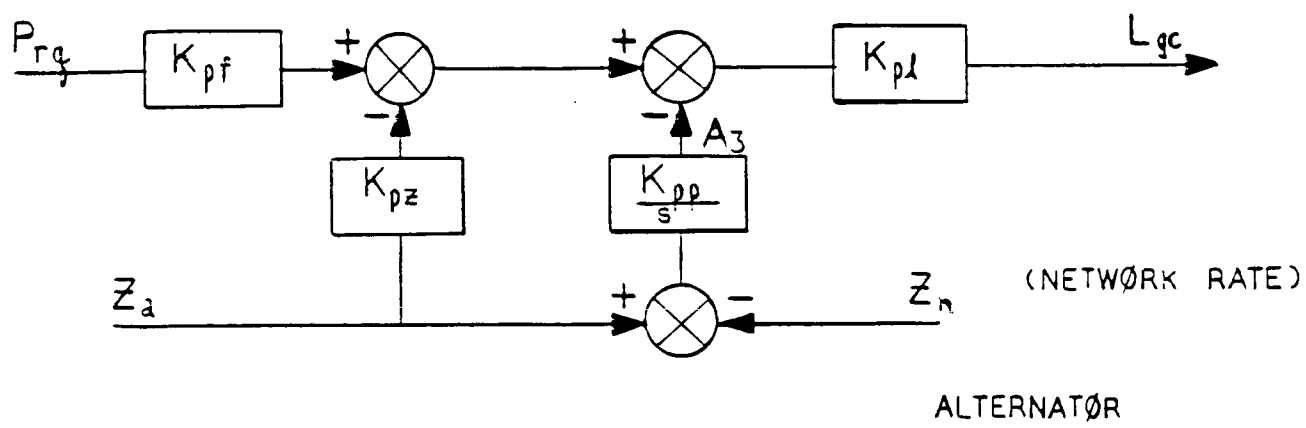 P_rq
K_pf
+
-
K_pz
+
-
A_3
K_pp
s
K_pl
L_gc
Z_a
+
-
Z_n
(NETWØRK RATE)
ALTERNATØR